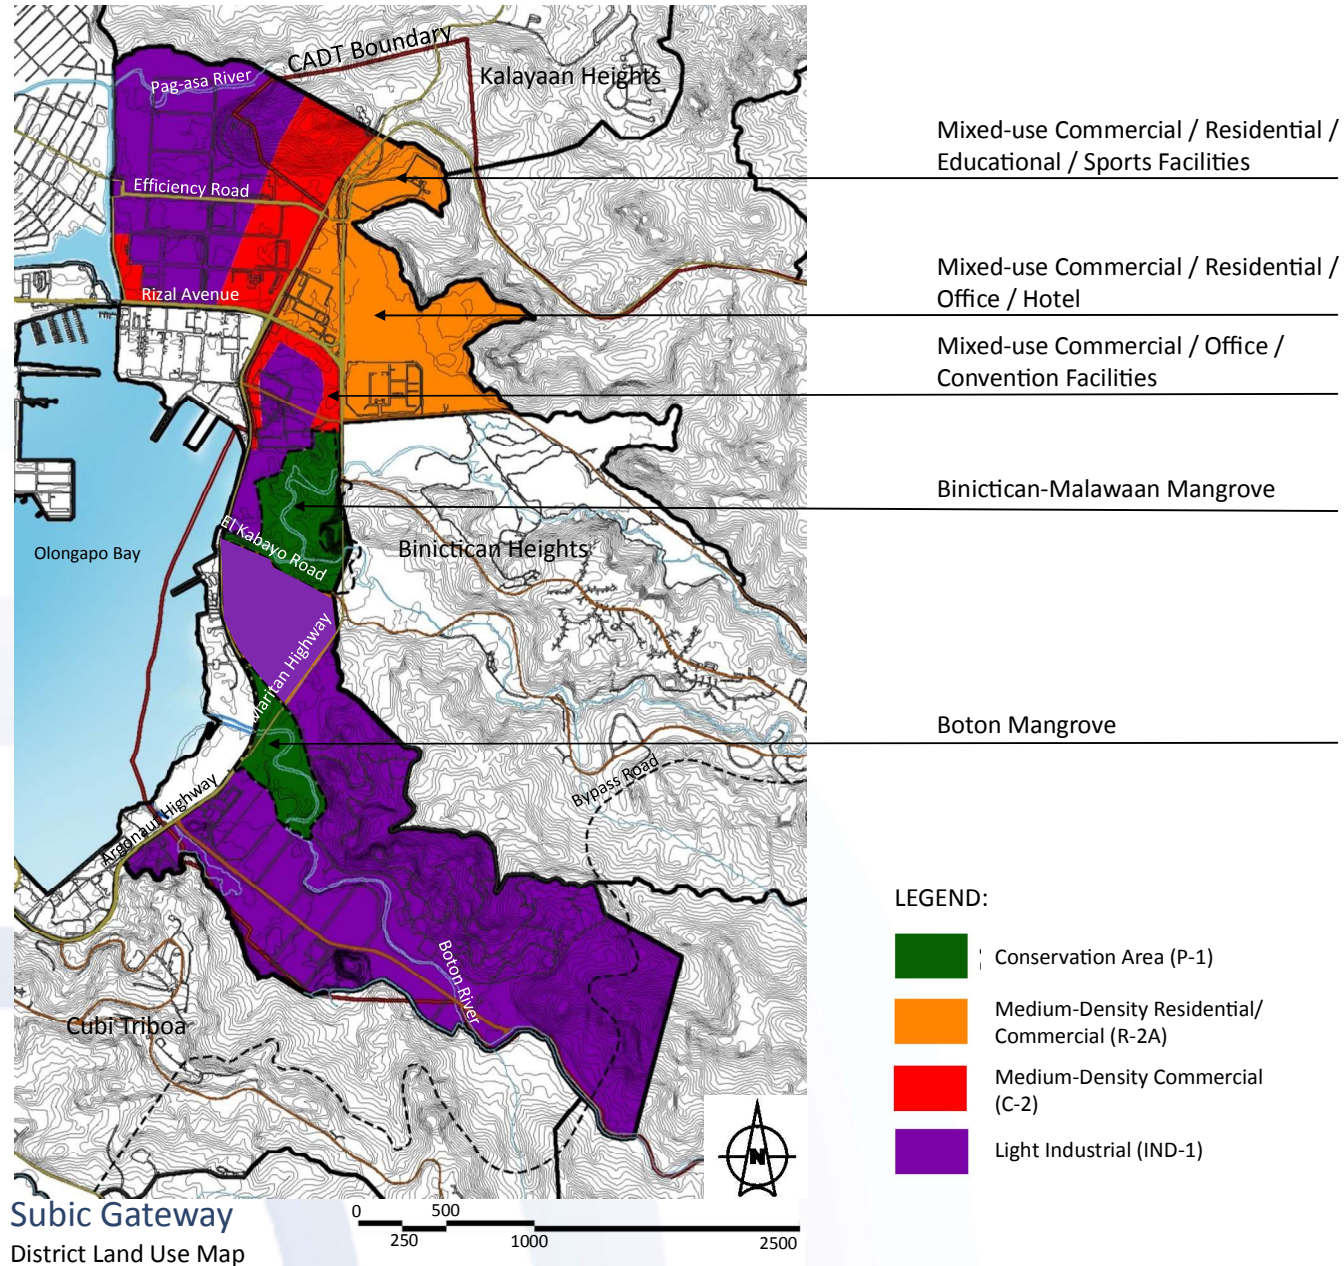 CADT Boundary
Kalayaan Heights
Pag-asa River
Efficiency Road
Rizal Avenue
Olongapo Bay
El Kabayo Road
Binictican Heights
Maritan Highway
Argonaut Highway
Bypass Road
Boton River
Cubi Triboa
Mixed-use Commercial / Residential /
Educational / Sports Facilities
Mixed-use Commercial / Residential /
Office / Hotel
Mixed-use Commercial / Office /
Convention Facilities
Binictican-Malawaan Mangrove
Boton Mangrove
LEGEND:
Conservation Area (P-1)
Medium-Density Residential/
Commercial (R-2A)
Medium-Density Commercial
(C-2)
Light Industrial (IND-1)
N
Subic Gateway
District Land Use Map
0 500
250 1000 2500